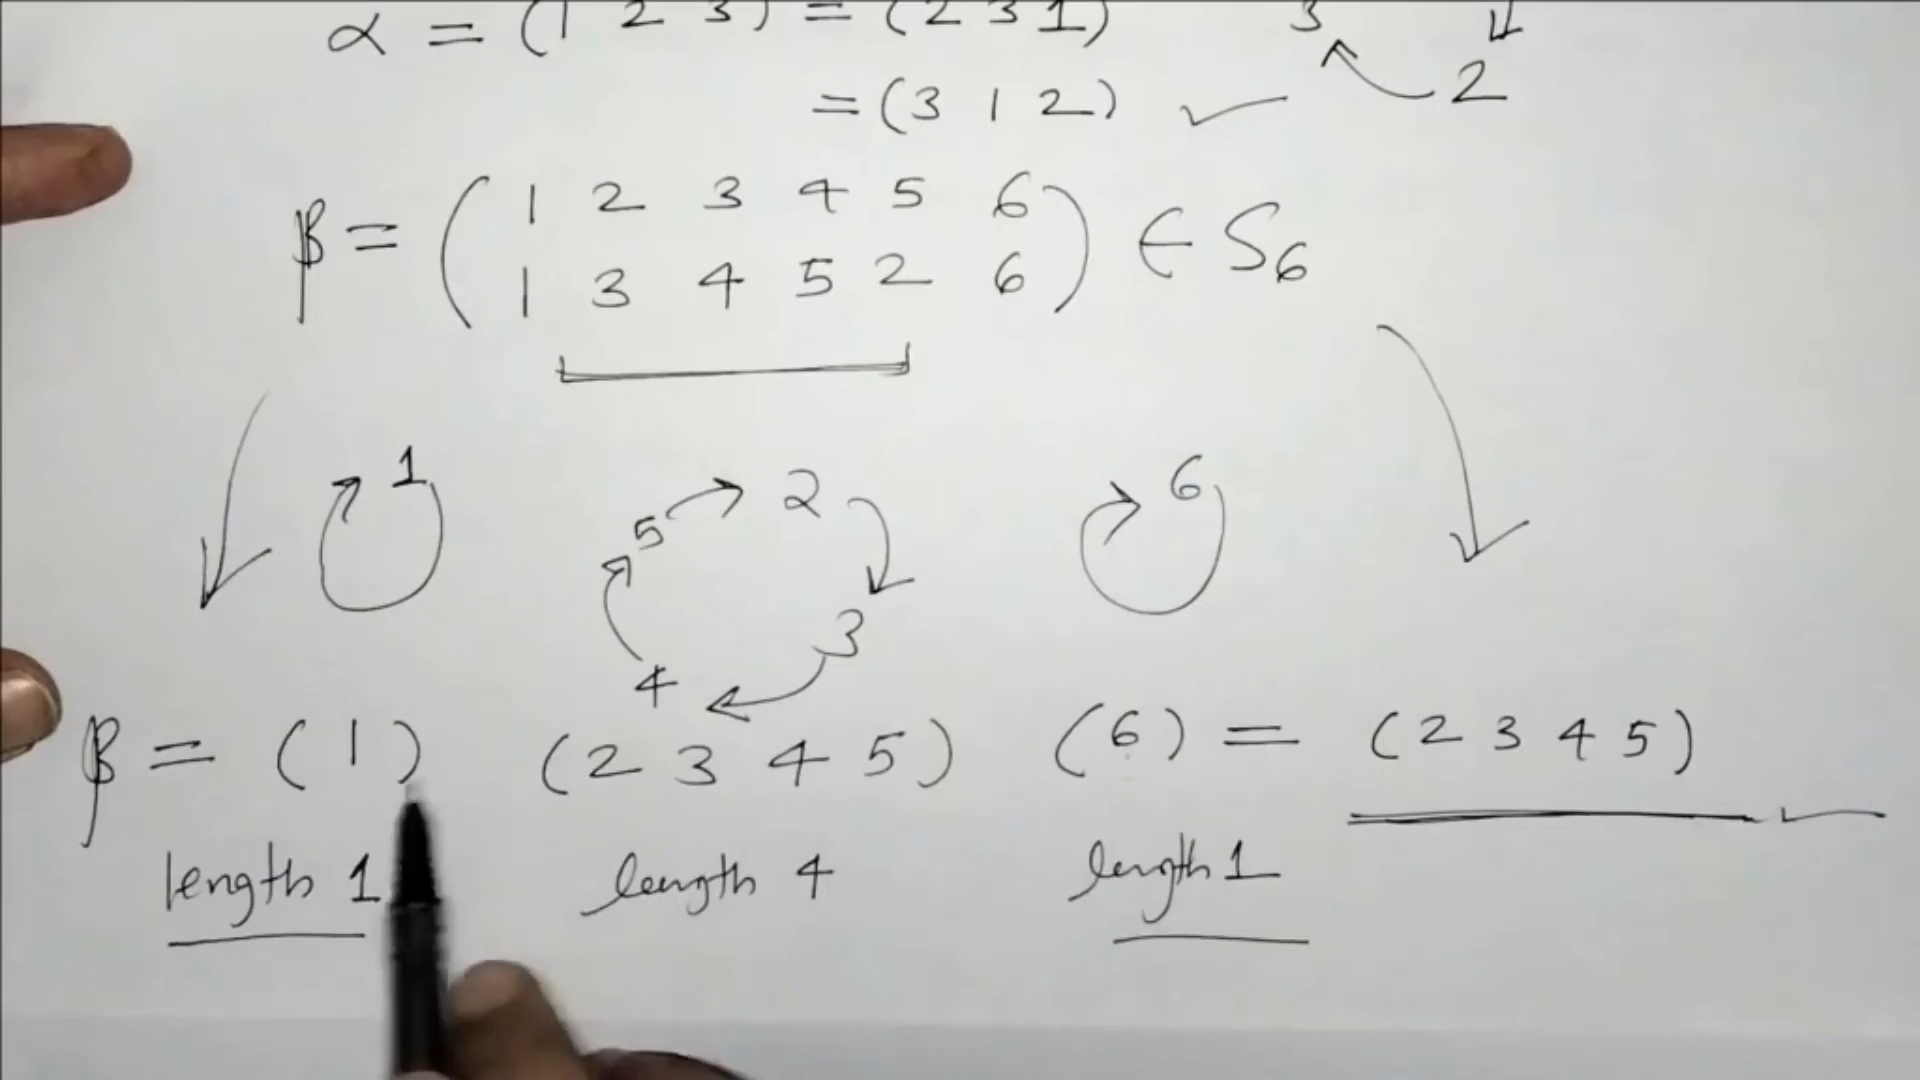 α = (1 2 3) = (2 3 1)
= (3 1 2) ✓
3
2
β = ( 1 2 3 4 5 6
1 3 4 5 2 6 ) ∈ S₆
1
5 2
4 3
6
β = (1) (2 3 4 5) (6) = (2 3 4 5)
length 1 length 4 length 1